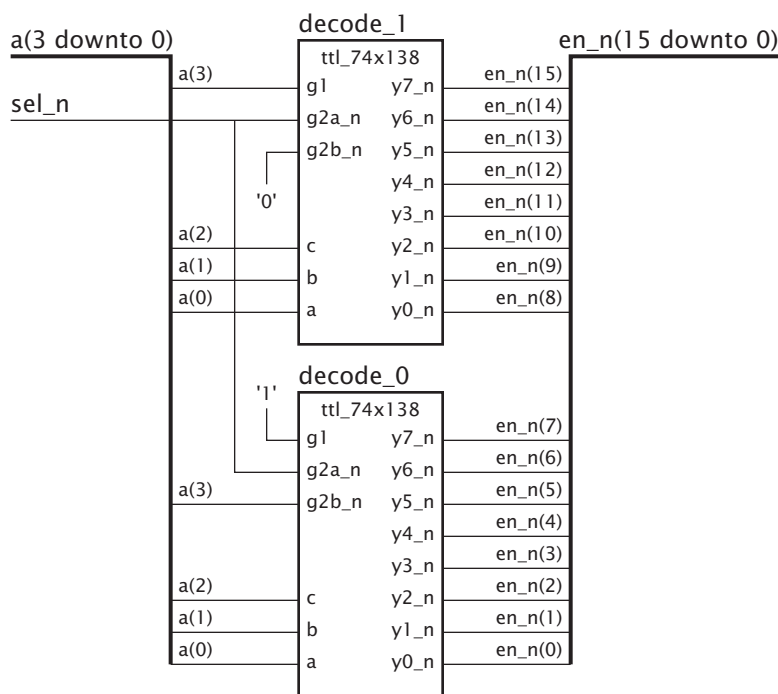 decode_1
a(3 downto 0)
en_n(15 downto 0)
ttl_74x138
a(3)
g1
y7_n
en_n(15)
sel_n
g2a_n
y6_n
en_n(14)
g2b_n
y5_n
en_n(13)
y4_n
en_n(12)
'0'
y3_n
en_n(11)
a(2)
c
y2_n
en_n(10)
a(1)
b
y1_n
en_n(9)
a(0)
a
y0_n
en_n(8)
decode_0
'1'
ttl_74x138
g1
y7_n
en_n(7)
g2a_n
y6_n
en_n(6)
a(3)
g2b_n
y5_n
en_n(5)
y4_n
en_n(4)
y3_n
en_n(3)
a(2)
c
y2_n
en_n(2)
a(1)
b
y1_n
en_n(1)
a(0)
a
y0_n
en_n(0)